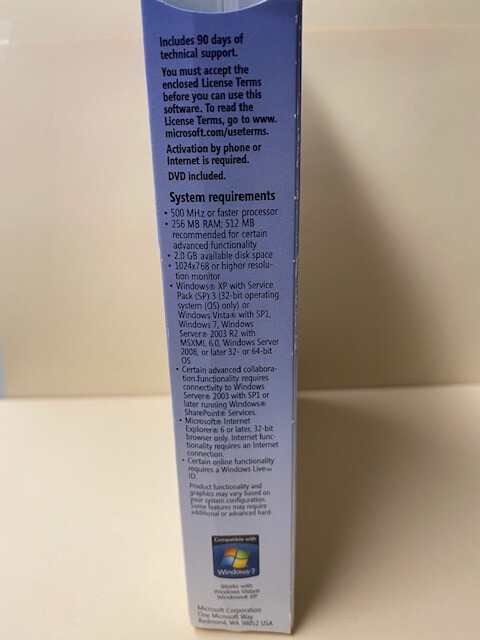 Includes 90 days of
technical support.
You must accept the
enclosed License Terms
before you can use this
software. To read the
License Terms, go to www.
microsoft.com/useterms.
Activation by phone or
Internet is required.
DVD included.
System requirements
• 500 MHz or faster processor
• 256 MB RAM; 512 MB
recommended for certain
advanced functionality
• 2.0 GB available disk space
• 1024x768 or higher resolu-
tion monitor
• Windows® XP with Service
Pack (SP) 3 (32-bit operating
system (OS) only) or
Windows Vista® with SP1,
Windows 7, Windows
Server® 2003 R2 with
MSXML 6.0, Windows Server
2008, or later 32- or 64-bit
OS
• Certain advanced collabora-
tion functionality requires
connectivity to Windows
Server® 2003 with SP1 or
later running Windows®
SharePoint® Services.
• Microsoft® Internet
Explorer® 6 or later, 32-bit
browser only. Internet func-
tionality requires an Internet
connection.
• Certain online functionality
requires a Windows Live™
ID.
Product functionality and
graphics may vary based on
your system configuration.
Some features may require
additional or advanced hard-
Compatible with
Windows 7
Works with
Windows Vista®
Windows® XP
Microsoft Corporation
One Microsoft Way
Redmond, WA 98052 USA